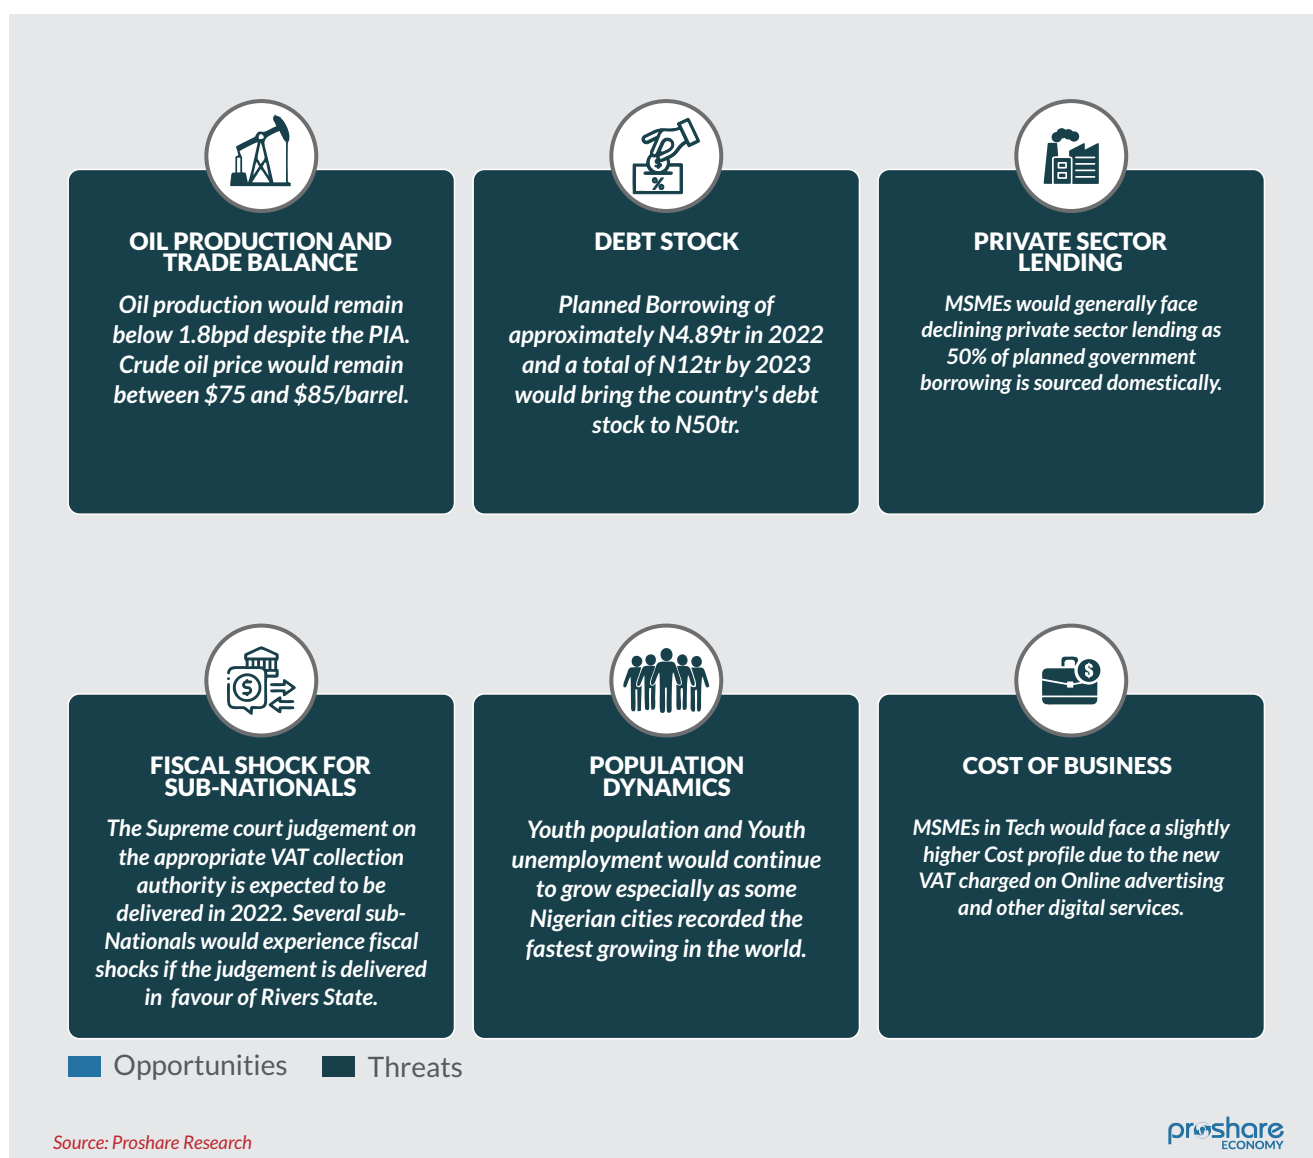 OIL PRODUCTION AND
TRADE BALANCE
Oil production would remain
below 1.8bpd despite the PIA.
Crude oil price would remain
between $75 and $85/barrel.
%
$
DEBT STOCK
Planned Borrowing of
approximately N4.89tr in 2022
and a total of N12tr by 2023
would bring the country's debt
stock to N50tr.
PRIVATE SECTOR
LENDING
MSMEs would generally face
declining private sector lending as
50% of planned government
borrowing is sourced domestically.
$
FISCAL SHOCK FOR
SUB-NATIONALS
The Supreme court judgement on
the appropriate VAT collection
authority is expected to be
delivered in 2022. Several sub-
Nationals would experience fiscal
shocks if the judgement is delivered
in favour of Rivers State.
POPULATION
DYNAMICS
Youth population and Youth
unemployment would continue
to grow especially as some
Nigerian cities recorded the
fastest growing in the world.
$
COST OF BUSINESS
MSMEs in Tech would face a slightly
higher Cost profile due to the new
VAT charged on Online advertising
and other digital services.
Opportunities
Threats
Source: Proshare Research
proshare
ECONOMY